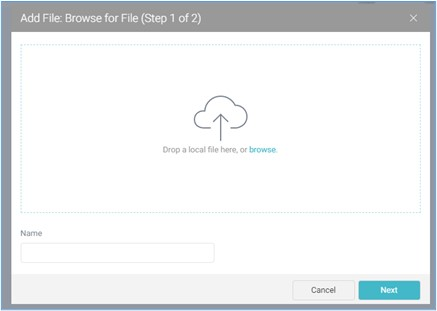 Add File: Browse for File (Step 1 of 2)
Drop a local file here, or browse.
Name
Cancel Next